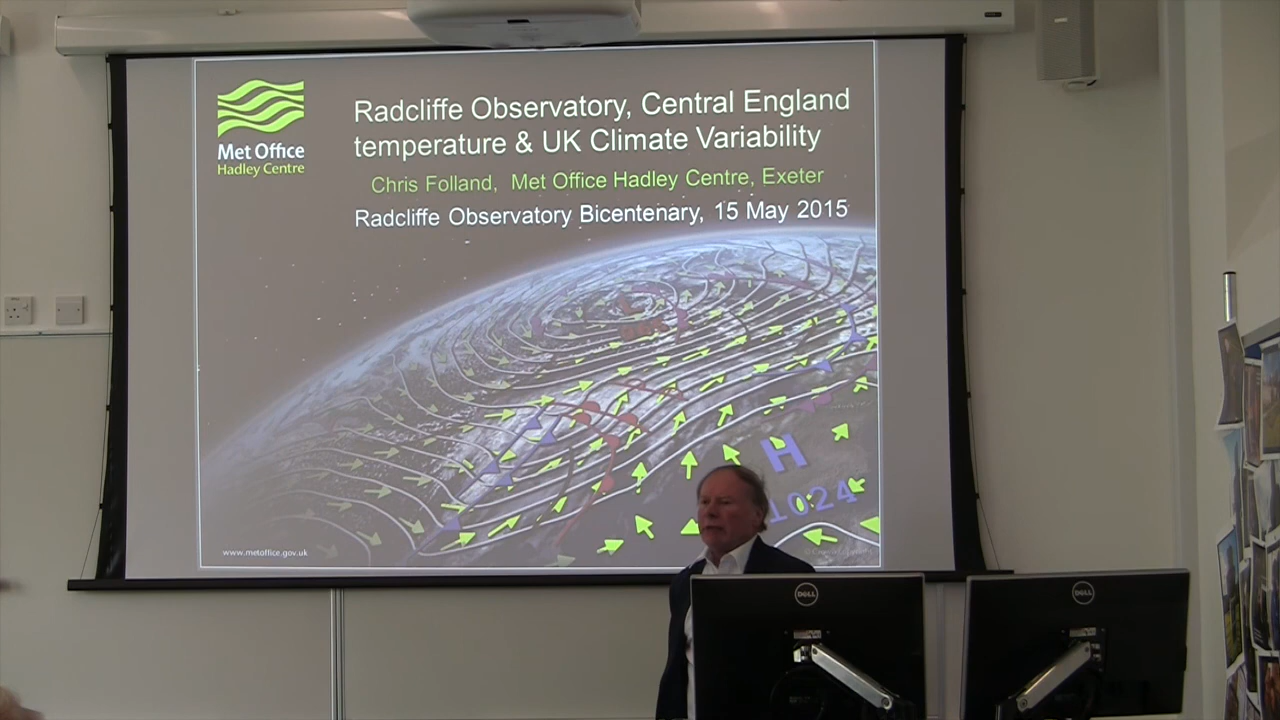 Met Office
Hadley Centre
Radcliffe Observatory, Central England
temperature & UK Climate Variability
Chris Folland, Met Office Hadley Centre, Exeter
Radcliffe Observatory Bicentenary, 15 May 2015
H
1024
www.metoffice.gov.uk
DELL
DELL